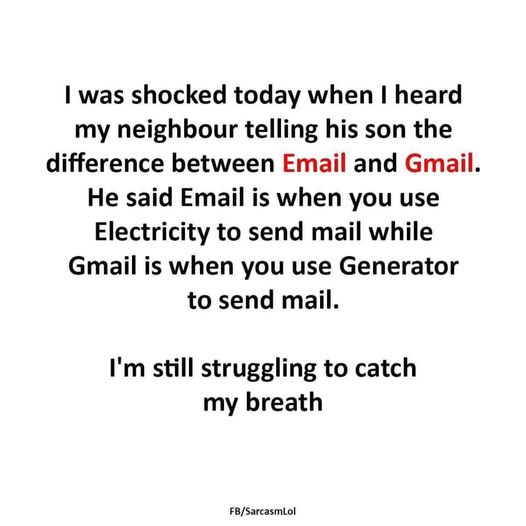 I was shocked today when I heard
my neighbour telling his son the
difference between Email and Gmail.
He said Email is when you use
Electricity to send mail while
Gmail is when you use Generator
to send mail.
I'm still struggling to catch
my breath
FB/SarcasmLol